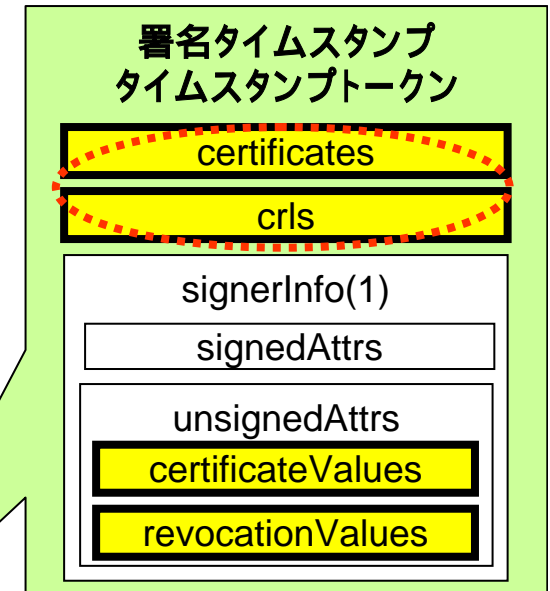 署名タイムスタンプ
タイムスタンプトークン
certificates
crls
signerInfo(1)
signedAttrs
unsignedAttrs
certificateValues
revocationValues